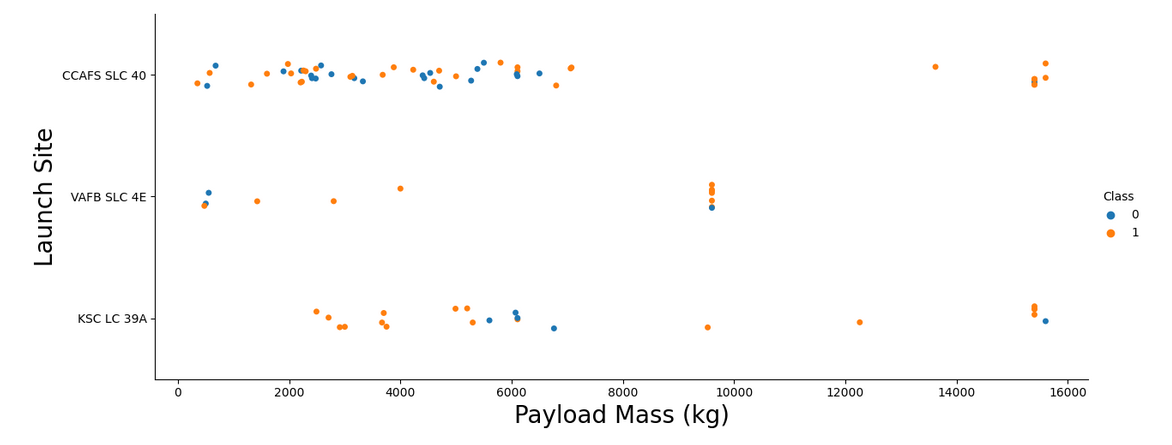 CCAFS SLC 40
VAFB SLC 4E
KSC LC 39A
Launch Site
0 2000 4000 6000 8000 10000 12000 14000 16000
Payload Mass (kg)
Class
0
1